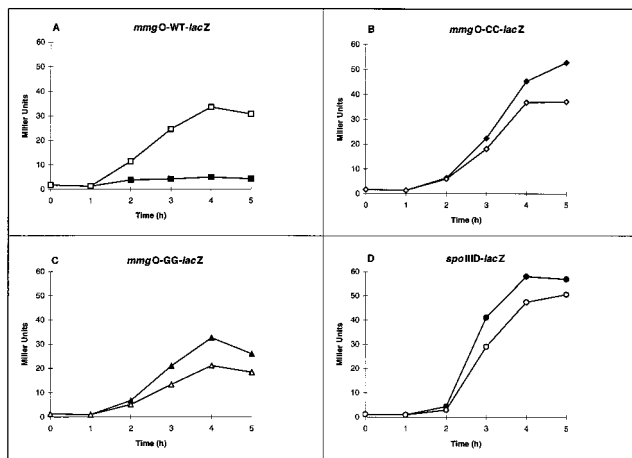 A mmgO-WT-lacZ
60
50
40
30
20
10
0
Miller Units
0 1 2 3 4 5
Time (h)
B mmgO-CC-lacZ
60
50
40
30
20
10
0
Miller Units
0 1 2 3 4 5
Time (h)
C mmgO-GG-lacZ
60
50
40
30
20
10
0
Miller Units
0 1 2 3 4 5
Time (h)
D spoIIID-lacZ
60
50
40
30
20
10
0
Miller Units
0 1 2 3 4 5
Time (h)